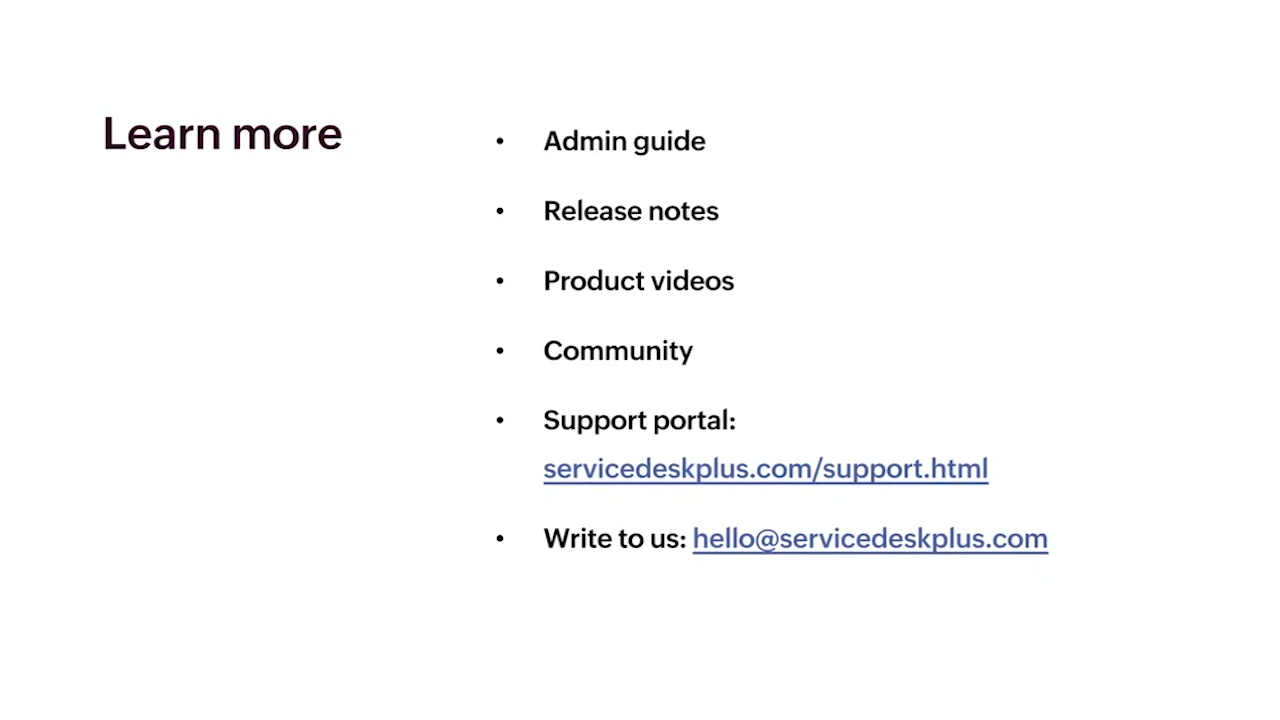 Learn more
• Admin guide
• Release notes
• Product videos
• Community
• Support portal:
servicedeskplus.com/support.html
• Write to us: hello@servicedeskplus.com